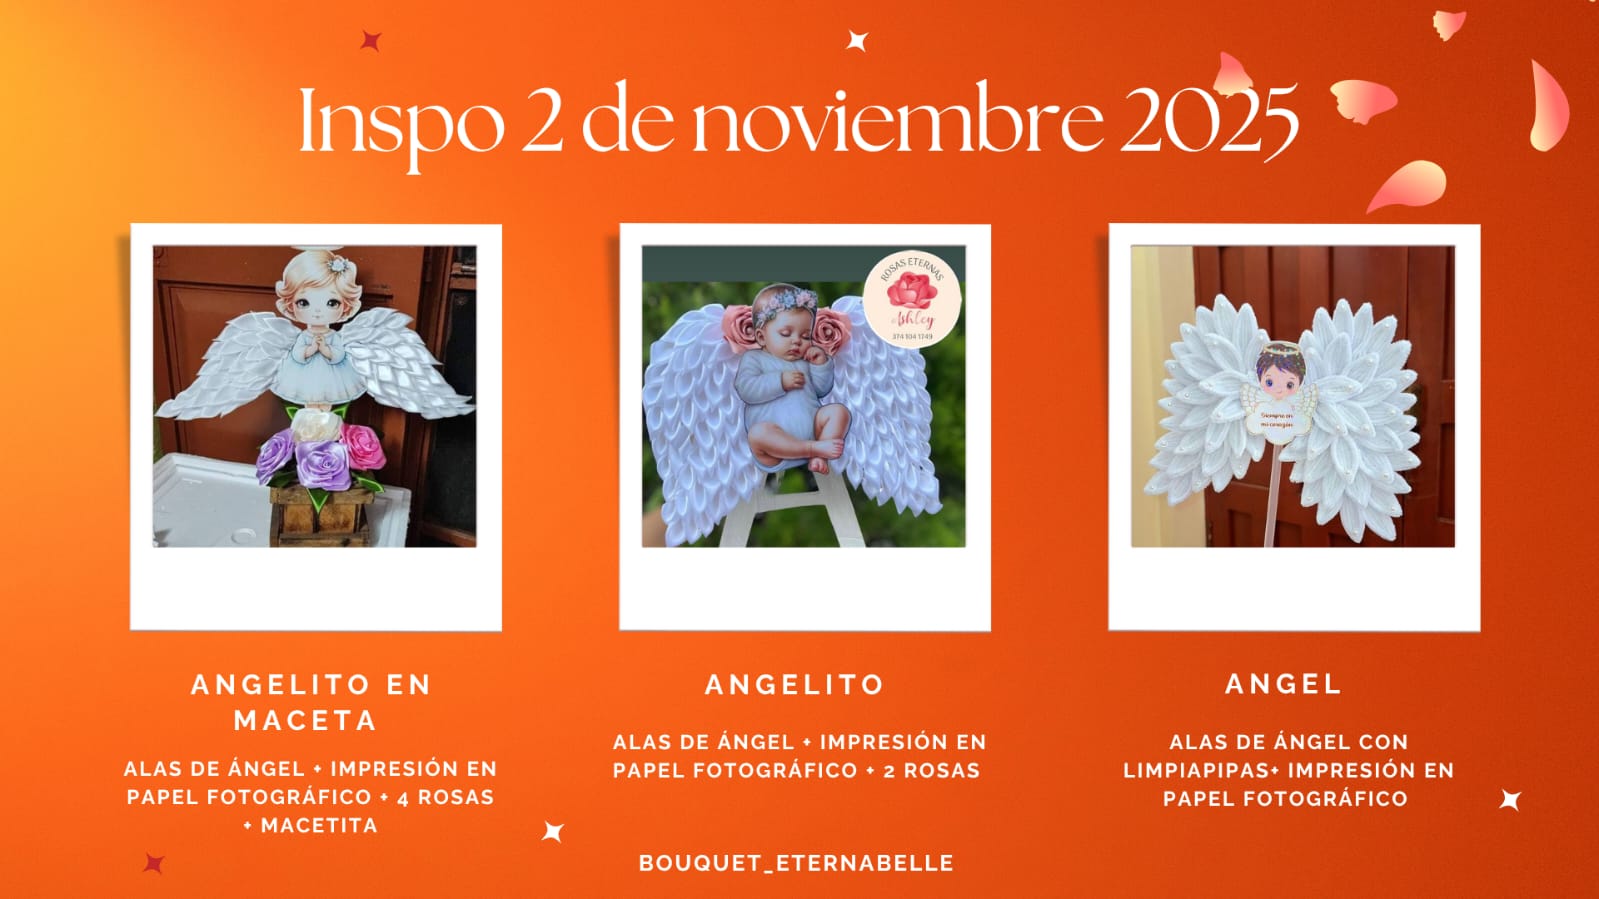 Inspo 2 de noviembre 2025
ROSAS ETERNAS
Ashley
374 104 1749
Siempre en
mi corazón
ANGELITO EN
MACETA
ALAS DE ÁNGEL + IMPRESIÓN EN
PAPEL FOTOGRÁFICO + 4 ROSAS
+ MACETITA
ANGELITO
ALAS DE ÁNGEL + IMPRESIÓN EN
PAPEL FOTOGRÁFICO + 2 ROSAS
ANGEL
ALAS DE ÁNGEL CON
LIMPIAPIPAS+ IMPRESIÓN EN
PAPEL FOTOGRÁFICO
BOUQUET_ETERNABELLE